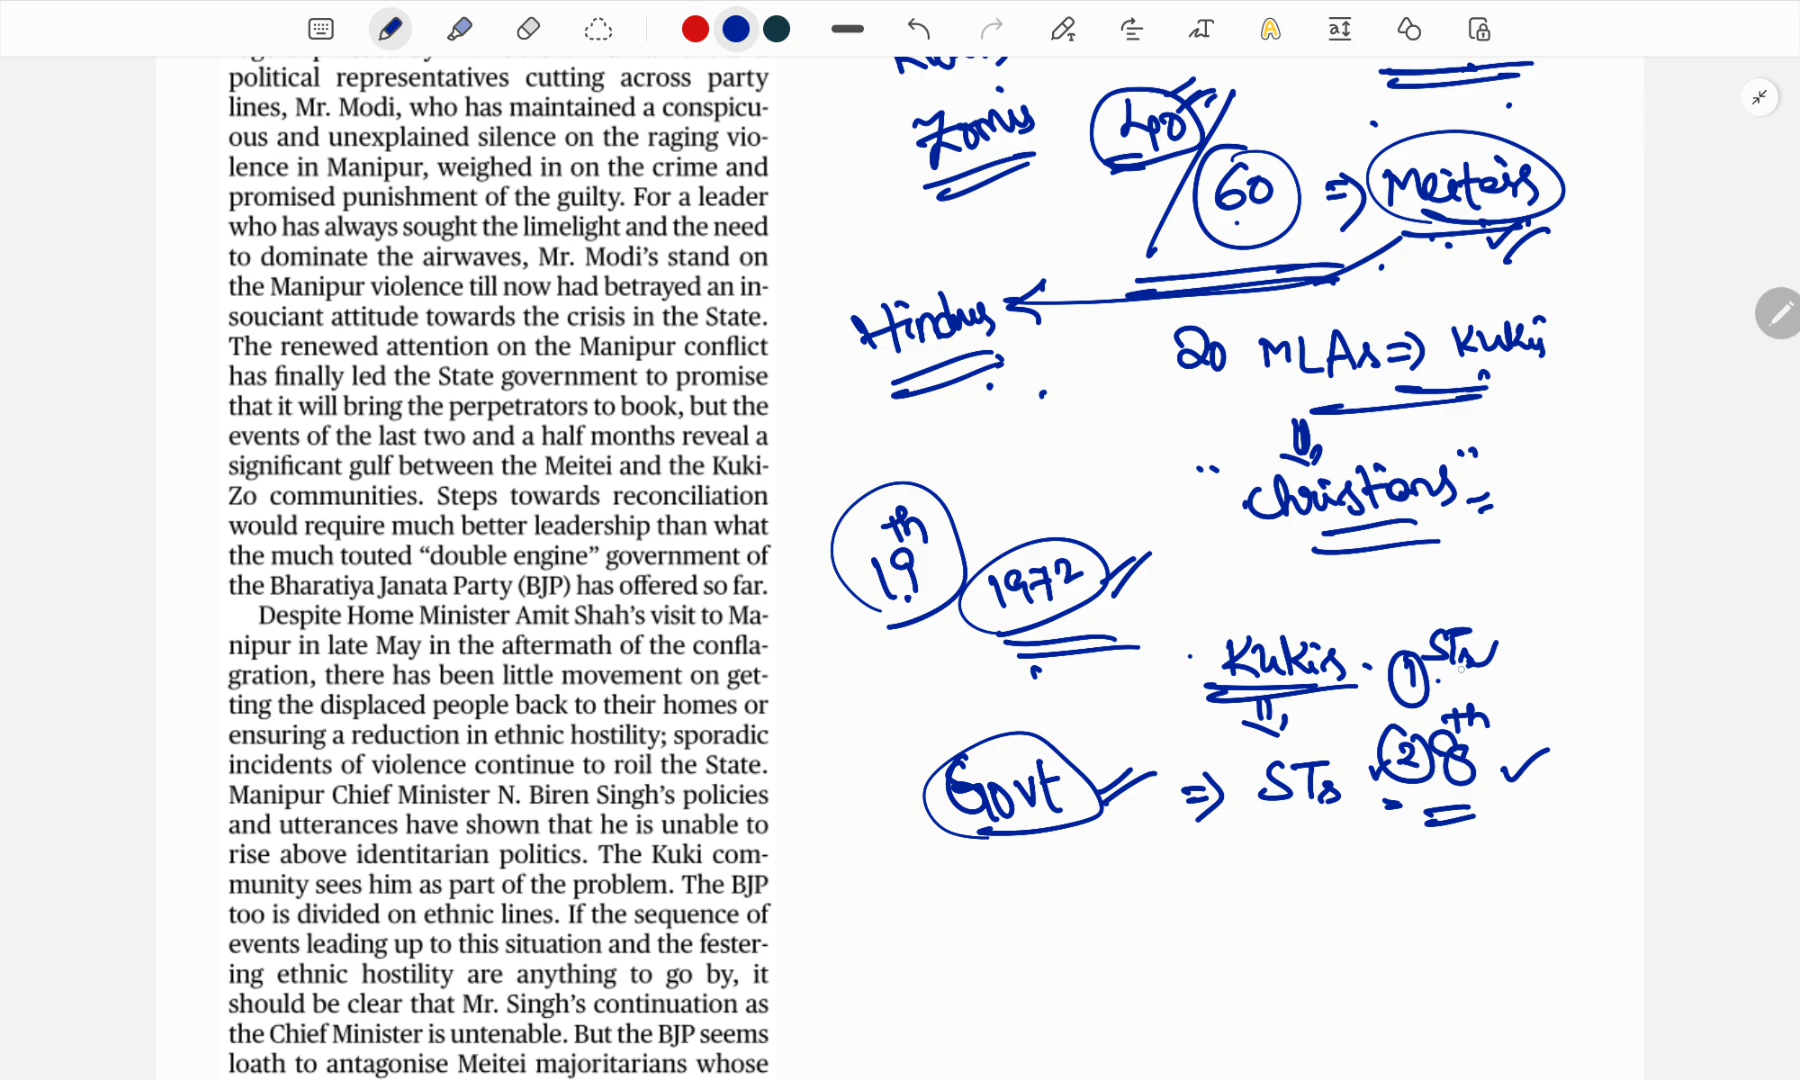 political representatives cutting across party
lines, Mr. Modi, who has maintained a conspicu-
ous and unexplained silence on the raging vio-
lence in Manipur, weighed in on the crime and
promised punishment of the guilty. For a leader
who has always sought the limelight and the need
to dominate the airwaves, Mr. Modi's stand on
the Manipur violence till now had betrayed an in-
souciant attitude towards the crisis in the State.
The renewed attention on the Manipur conflict
has finally led the State government to promise
that it will bring the perpetrators to book, but the
events of the last two and a half months reveal a
significant gulf between the Meitei and the Kuki-
Zo communities. Steps towards reconciliation
would require much better leadership than what
the much touted “double engine” government of
the Bharatiya Janata Party (BJP) has offered so far.
Despite Home Minister Amit Shah's visit to Ma-
nipur in late May in the aftermath of the confla-
gration, there has been little movement on get-
ting the displaced people back to their homes or
ensuring a reduction in ethnic hostility; sporadic
incidents of violence continue to roil the State.
Manipur Chief Minister N. Biren Singh's policies
and utterances have shown that he is unable to
rise above identitarian politics. The Kuki com-
munity sees him as part of the problem. The BJP
too is divided on ethnic lines. If the sequence of
events leading up to this situation and the fester-
ing ethnic hostility are anything to go by, it
should be clear that Mr. Singh's continuation as
the Chief Minister is untenable. But the BJP seems
loath to antagonise Meitei majoritarians whose
Zomis
40
60 => Meiteis
Hindus
20 MLAs => Kukis
"Christians"
19th
1972
Kukis
1 STs
2 8th
Govt => STs